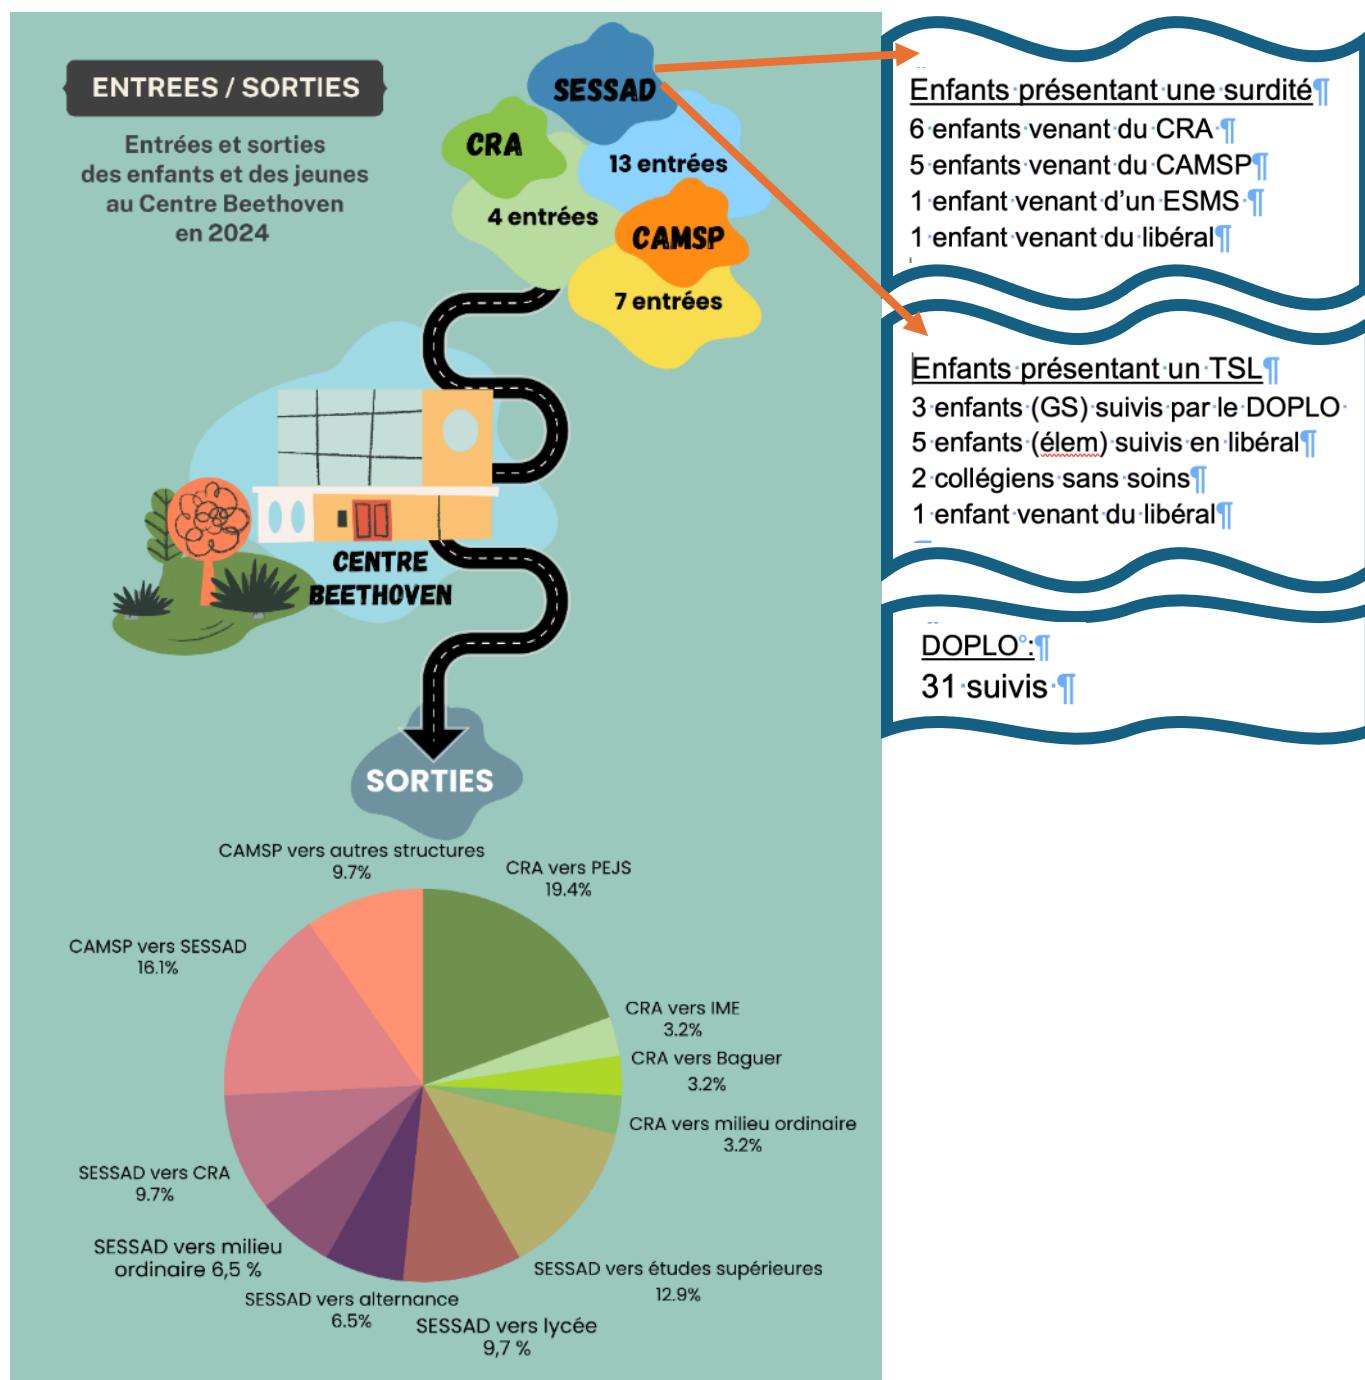 ENTREES / SORTIES
Entrées et sorties
des enfants et des jeunes
au Centre Beethoven
en 2024
SESSAD
13 entrées
CRA
4 entrées
CAMSP
7 entrées
CENTRE
BEETHOVEN
SORTIES
CAMSP vers autres structures
9.7%
CRA vers PEJS
19.4%
CAMSP vers SESSAD
16.1%
CRA vers IME
3.2%
CRA vers Baguer
3.2%
CRA vers milieu ordinaire
3.2%
SESSAD vers CRA
9.7%
SESSAD vers milieu
ordinaire 6,5 %
SESSAD vers études supérieures
12.9%
SESSAD vers alternance
6.5%
SESSAD vers lycée
9,7 %
Enfants·présentant·une·surdité¶
6·enfants·venant·du·CRA·¶
5·enfants·venant·du·CAMSP¶
1·enfant·venant·d’un·ESMS·¶
1·enfant·venant·du·libéral¶
Enfants·présentant·un·TSL¶
3·enfants·(GS)·suivis·par·le·DOPLO·
5·enfants·(élem)·suivis·en·libéral¶
2·collégiens·sans·soins¶
1·enfant·venant·du·libéral¶
DOPLO°:¶
31·suivis·¶